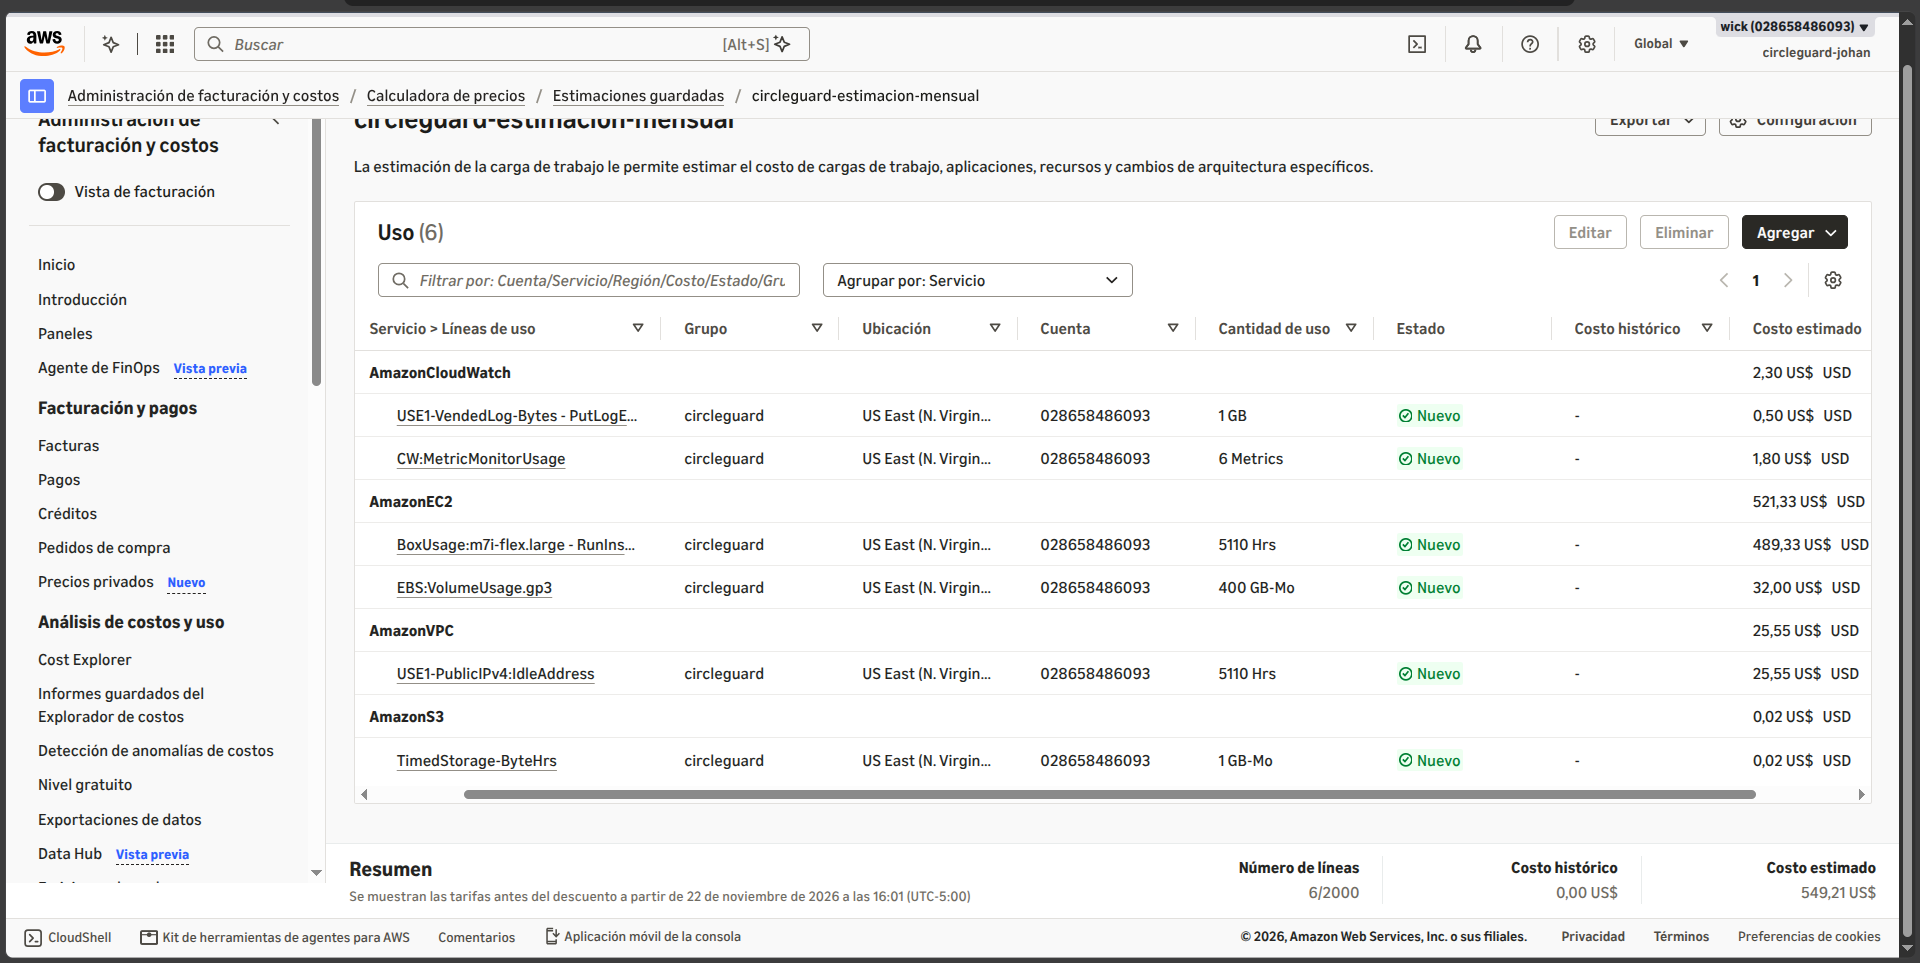 aws
Buscar
[Alt+S]
Global
wick (028658486093)
circleguard-johan
Administración de facturación y costos / Calculadora de precios / Estimaciones guardadas / circleguard-estimacion-mensual
Administración de
facturación y costos
Vista de facturación
Inicio
Introducción
Paneles
Agente de FinOps Vista previa
Facturación y pagos
Facturas
Pagos
Créditos
Pedidos de compra
Precios privados Nuevo
Análisis de costos y uso
Cost Explorer
Informes guardados del
Explorador de costos
Detección de anomalías de costos
Nivel gratuito
Exportaciones de datos
Data Hub Vista previa
circleguard-estimacion-mensual
Exportar
Configuración
La estimación de la carga de trabajo le permite estimar el costo de cargas de trabajo, aplicaciones, recursos y cambios de arquitectura específicos.
Uso (6)
Editar
Eliminar
Agregar
Filtrar por: Cuenta/Servicio/Región/Costo/Estado/Gru
Agrupar por: Servicio
1
Servicio > Líneas de uso Grupo Ubicación Cuenta Cantidad de uso Estado Costo histórico Costo estimado
AmazonCloudWatch 2,30 US$ USD
USE1-VendedLog-Bytes - PutLogE... circleguard US East (N. Virgin... 028658486093 1 GB Nuevo - 0,50 US$ USD
CW:MetricMonitorUsage circleguard US East (N. Virgin... 028658486093 6 Metrics Nuevo - 1,80 US$ USD
AmazonEC2 521,33 US$ USD
BoxUsage:m7i-flex.large - RunIns... circleguard US East (N. Virgin... 028658486093 5110 Hrs Nuevo - 489,33 US$ USD
EBS:VolumeUsage.gp3 circleguard US East (N. Virgin... 028658486093 400 GB-Mo Nuevo - 32,00 US$ USD
AmazonVPC 25,55 US$ USD
USE1-PublicIPv4:IdleAddress circleguard US East (N. Virgin... 028658486093 5110 Hrs Nuevo - 25,55 US$ USD
AmazonS3 0,02 US$ USD
TimedStorage-ByteHrs circleguard US East (N. Virgin... 028658486093 1 GB-Mo Nuevo - 0,02 US$ USD
Resumen
Se muestran las tarifas antes del descuento a partir de 22 de noviembre de 2026 a las 16:01 (UTC-5:00)
Número de líneas
6/2000
Costo histórico
0,00 US$
Costo estimado
549,21 US$
CloudShell
Kit de herramientas de agentes para AWS
Comentarios
Aplicación móvil de la consola
© 2026, Amazon Web Services, Inc. o sus filiales.
Privacidad
Términos
Preferencias de cookies